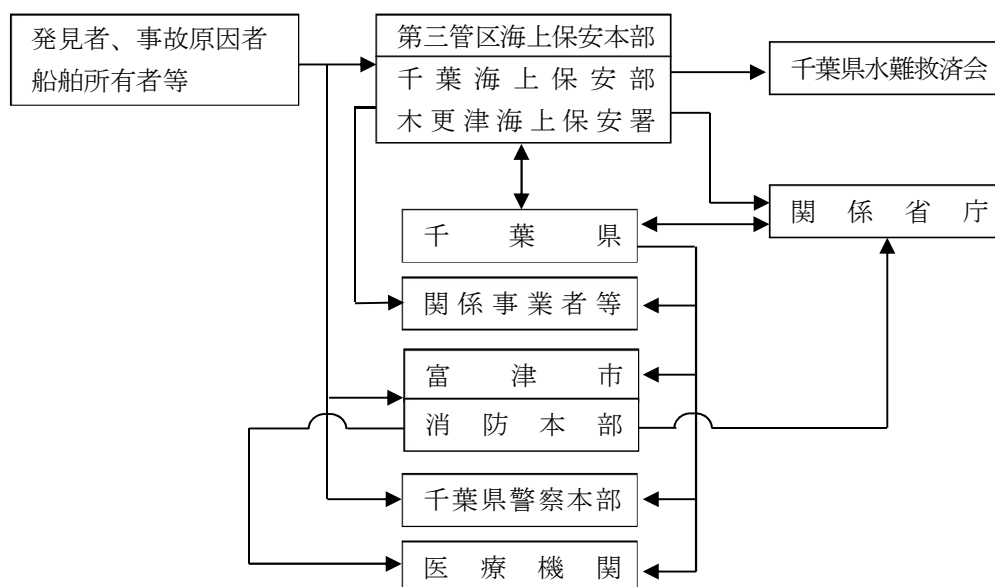 発見者、事故原因者
船舶所有者等
第三管区海上保安本部
千葉海上保安部
木更津海上保安署
千葉県水難救済会
関係省庁
千葉県
関係事業者等
富津市
消防本部
千葉県警察本部
医療機関